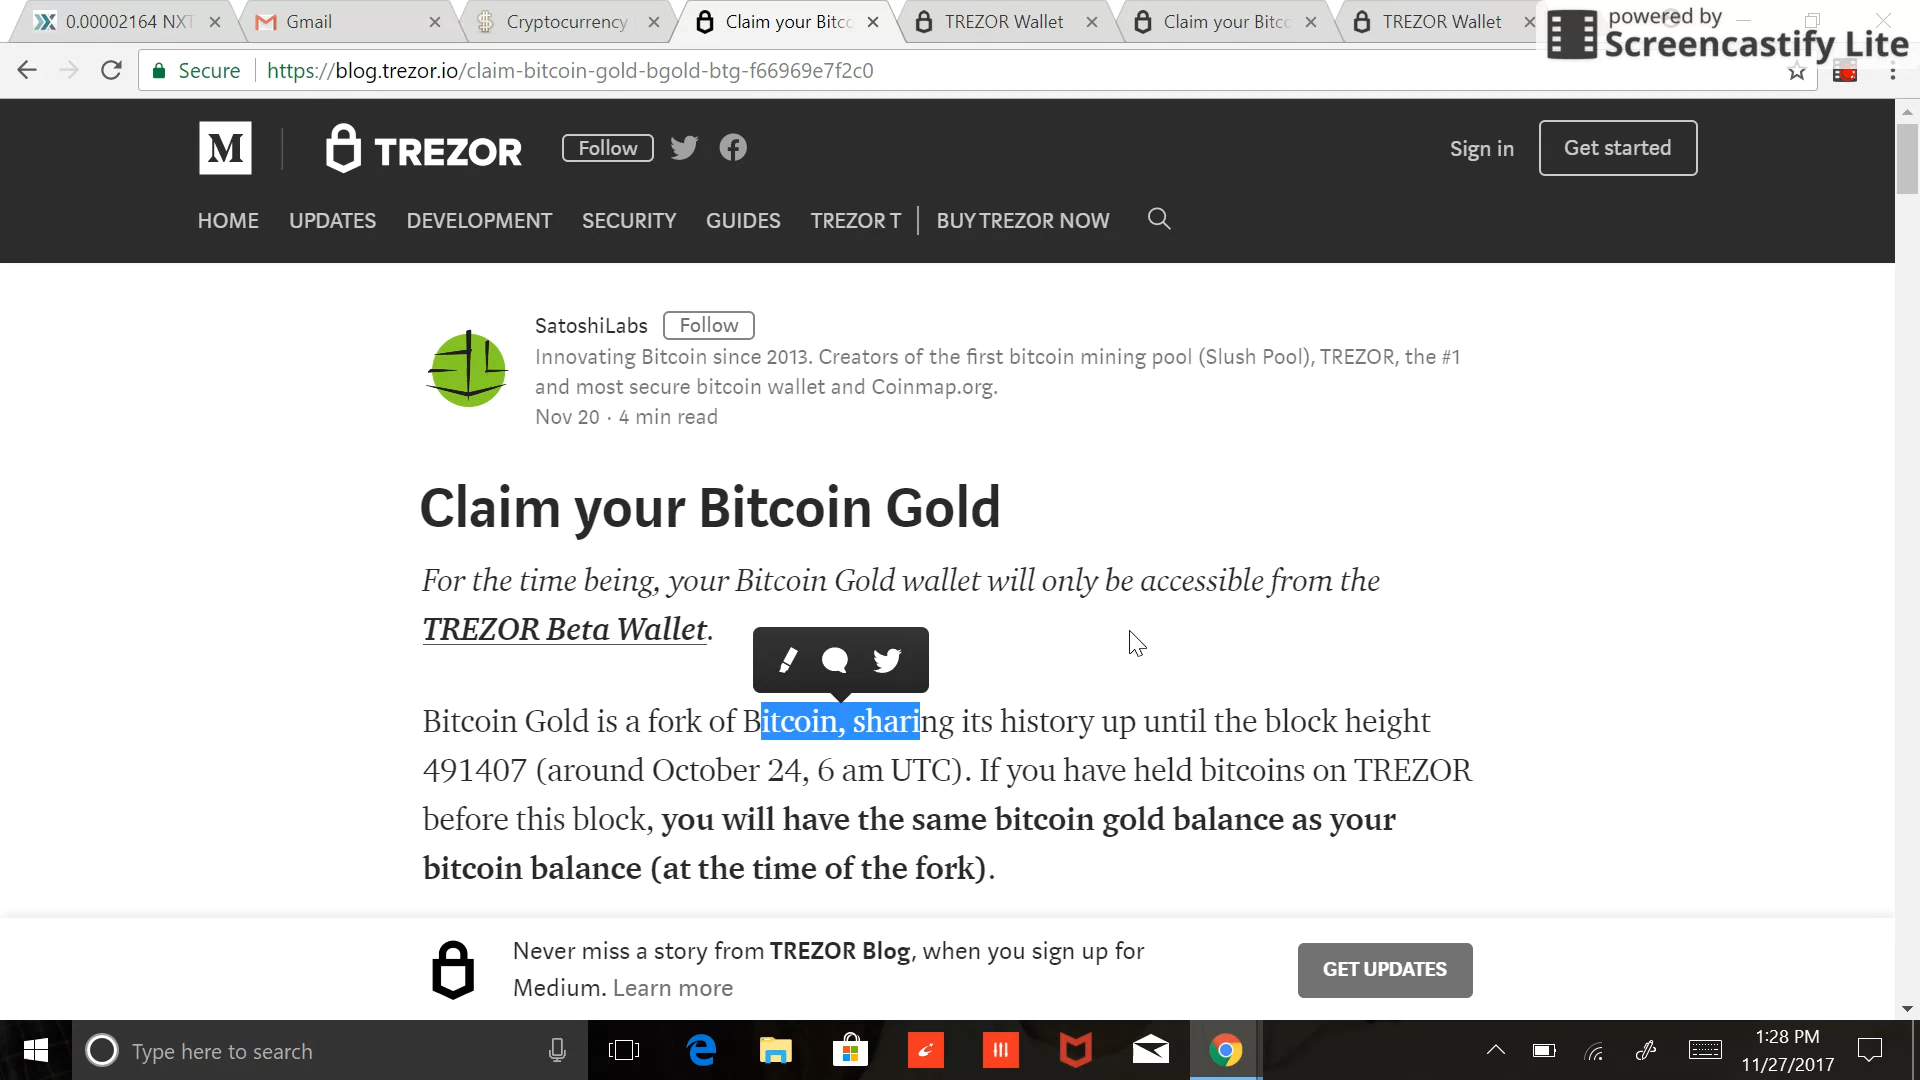 0.00002164 NXT
Gmail
Cryptocurrency
Claim your Bitco
TREZOR Wallet
Claim your Bitco
TREZOR Wallet
powered by
Screencastify Lite
Secure
https://blog.trezor.io/claim-bitcoin-gold-bgold-btg-f66969e7f2c0
M
TREZOR
Follow
Sign in
Get started
HOME
UPDATES
DEVELOPMENT
SECURITY
GUIDES
TREZOR T
BUY TREZOR NOW
SatoshiLabs
Follow
Innovating Bitcoin since 2013. Creators of the first bitcoin mining pool (Slush Pool), TREZOR, the #1
and most secure bitcoin wallet and Coinmap.org.
Nov 20 · 4 min read
Claim your Bitcoin Gold
For the time being, your Bitcoin Gold wallet will only be accessible from the
TREZOR Beta Wallet.
Bitcoin Gold is a fork of Bitcoin, sharing its history up until the block height
491407 (around October 24, 6 am UTC). If you have held bitcoins on TREZOR
before this block, you will have the same bitcoin gold balance as your
bitcoin balance (at the time of the fork).
Never miss a story from TREZOR Blog, when you sign up for
Medium. Learn more
GET UPDATES
Type here to search
1:28 PM
11/27/2017